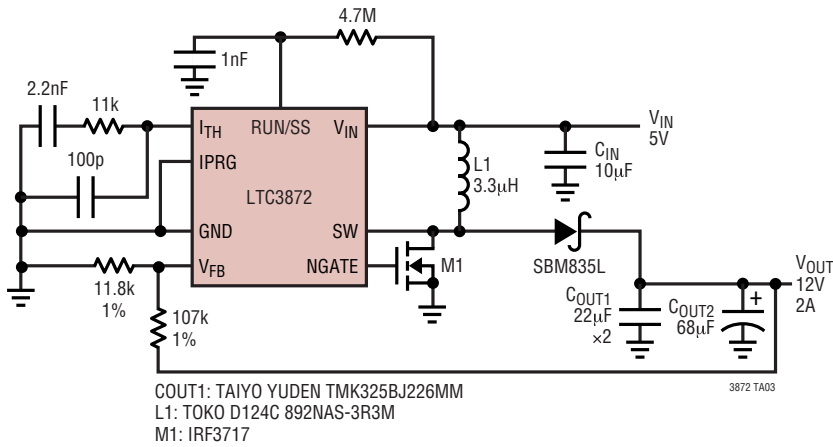 4.7M
1nF
2.2nF
11k
100p
ITH
RUN/SS
VIN
IPRG
LTC3872
GND
SW
VFB
NGATE
VIN
5V
CIN
10µF
L1
3.3µH
M1
SBM835L
VOUT
12V
2A
11.8k
1%
107k
1%
COUT1
22µF
×2
COUT2
68µF
+
3872 TA03
COUT1: TAIYO YUDEN TMK325BJ226MM
L1: TOKO D124C 892NAS-3R3M
M1: IRF3717